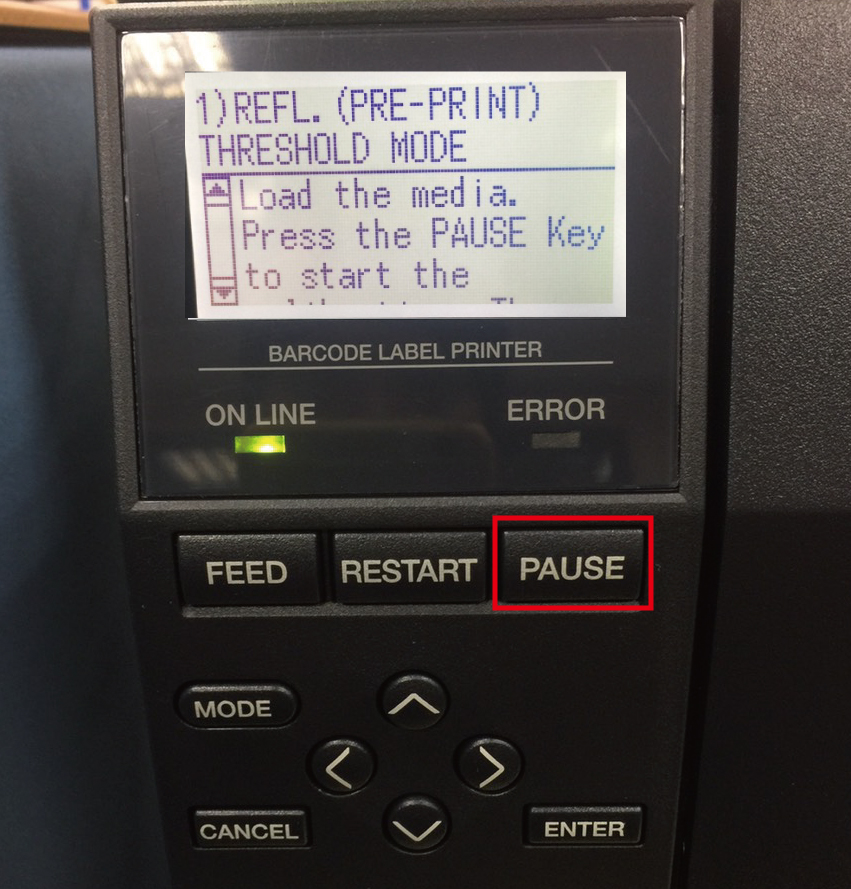 1)REFL. (PRE-PRINT)
THRESHOLD MODE
Load the media.
Press the PAUSE Key
to start the
BARCODE LABEL PRINTER
ON LINE
ERROR
FEED
RESTART
PAUSE
MODE
CANCEL
ENTER